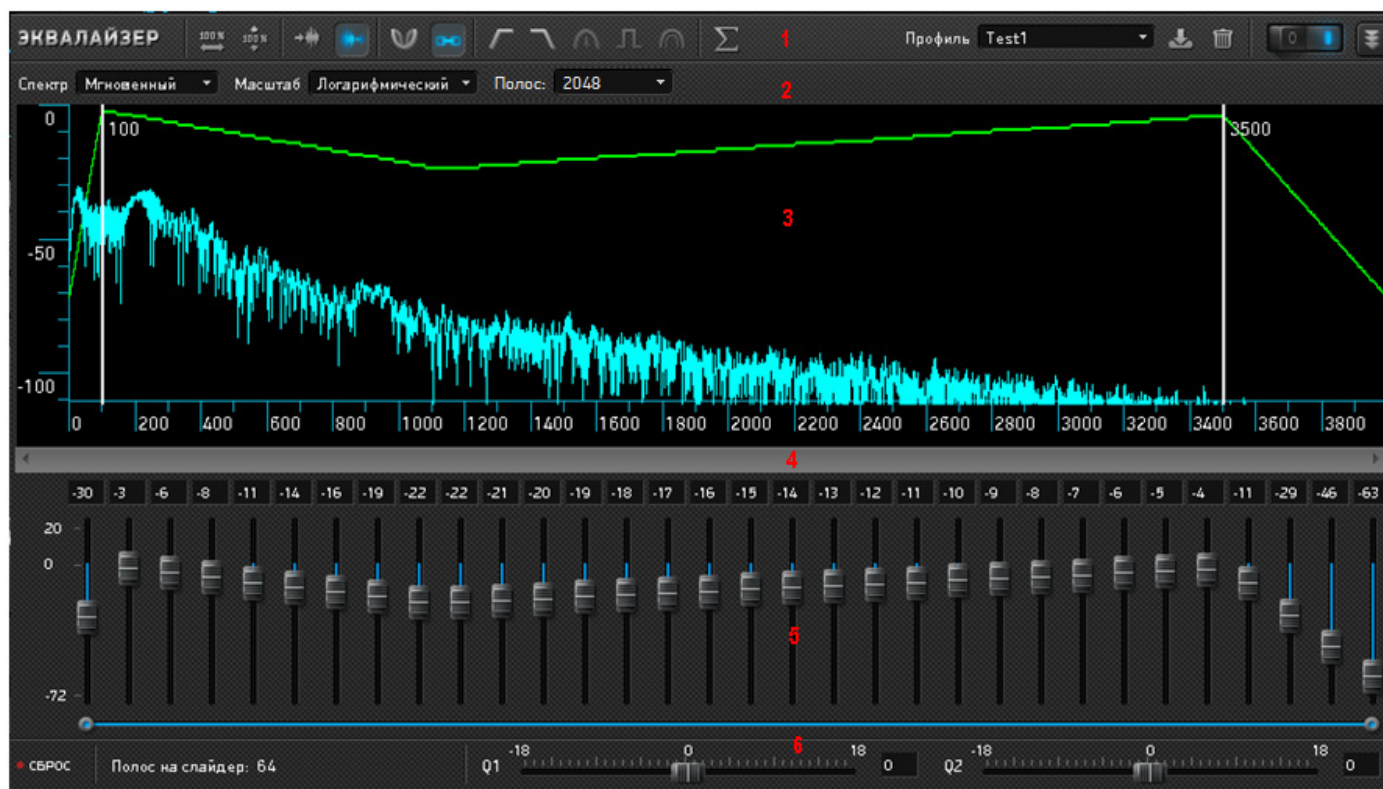 ЭКВАЛАЙЗЕР 100 % 100 % Σ 1 Профиль Test1 0
Спектр Мгновенный Масштаб Логарифмический Полос: 2048 2
0 100 3500
3
-50
-100
0 200 400 600 800 1000 1200 1400 1600 1800 2000 2200 2400 2600 2800 3000 3200 3400 3600 3800
4
-30 -3 -6 -8 -11 -14 -16 -19 -22 -22 -21 -20 -19 -18 -17 -16 -15 -14 -13 -12 -11 -10 -9 -8 -7 -6 -5 -4 -11 -29 -46 -63
20
0
5
-72
6
-18 0 18 -18 0 18
СБРОС Полос на слайдер: 64 Q1 0 Q2 0